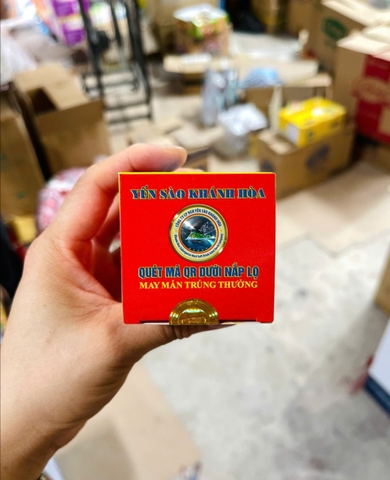 YẾN SÀO KHÁNH HÒA
QUÉT MÃ QR DƯỚI NẮP LỌ
MAY MẮN TRÚNG THƯỞNG